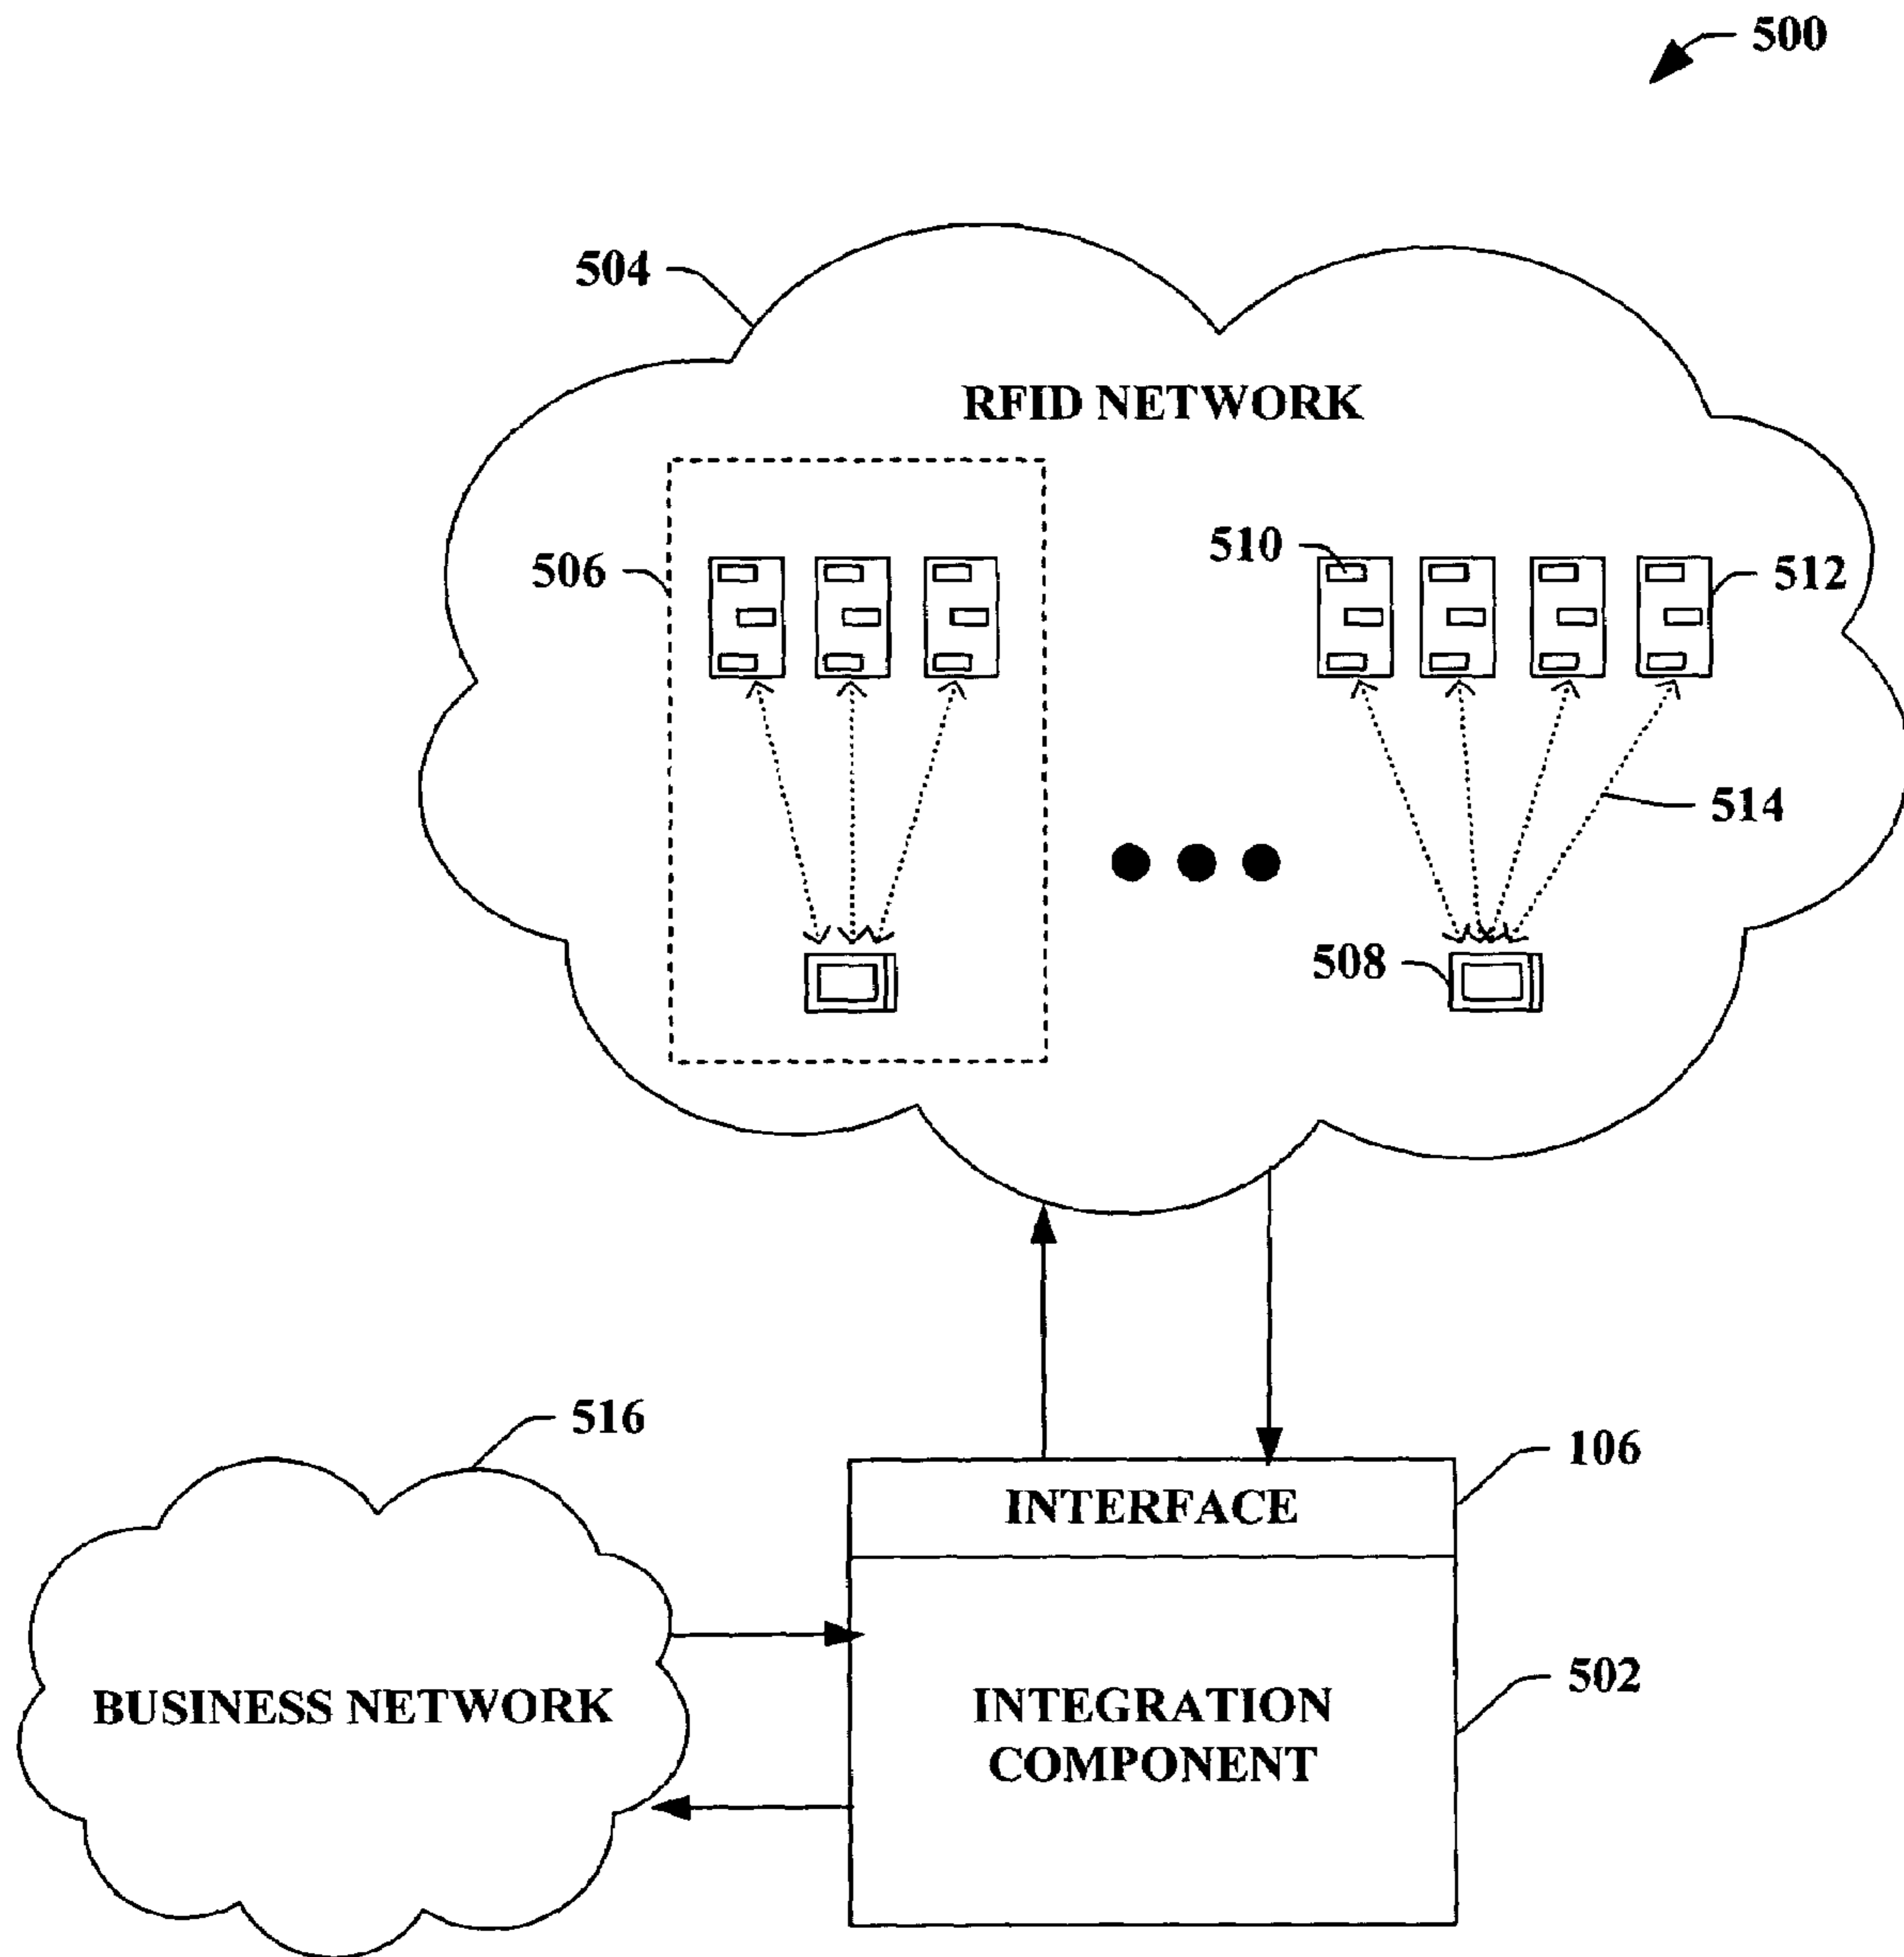 500
504
RFID NETWORK
506
510
512
514
508
516
106
INTERFACE
502
BUSINESS NETWORK
INTEGRATION
COMPONENT